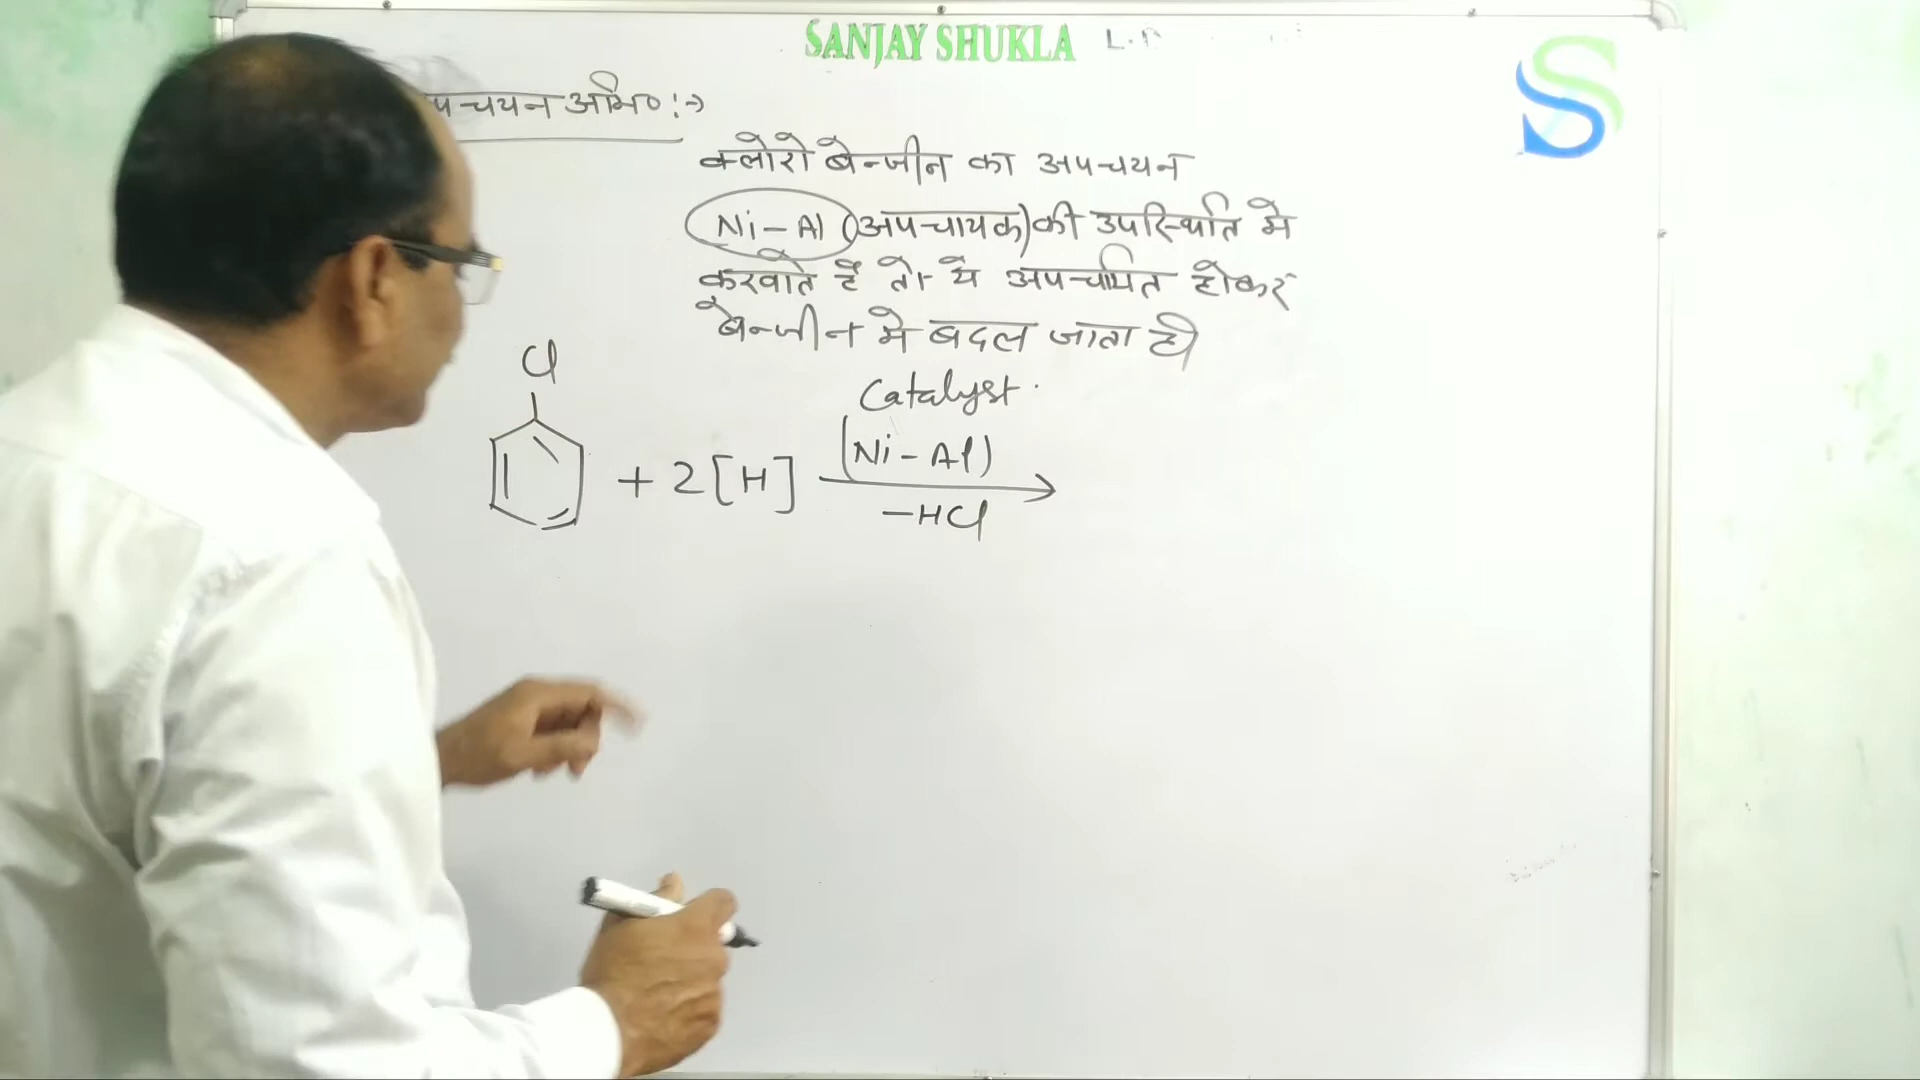 SANJAY SHUKLA
पचयन अभि० :→
क्लोरो बेन्जीन का अपचयन
Ni-Al (अपचायक) की उपस्थिति मे
करवाते है तो ये अपचयित होकर
बेन्जीन मे बदल जाता है
Cl
Catalyst
+ 2[H] (Ni-Al)
-HCl